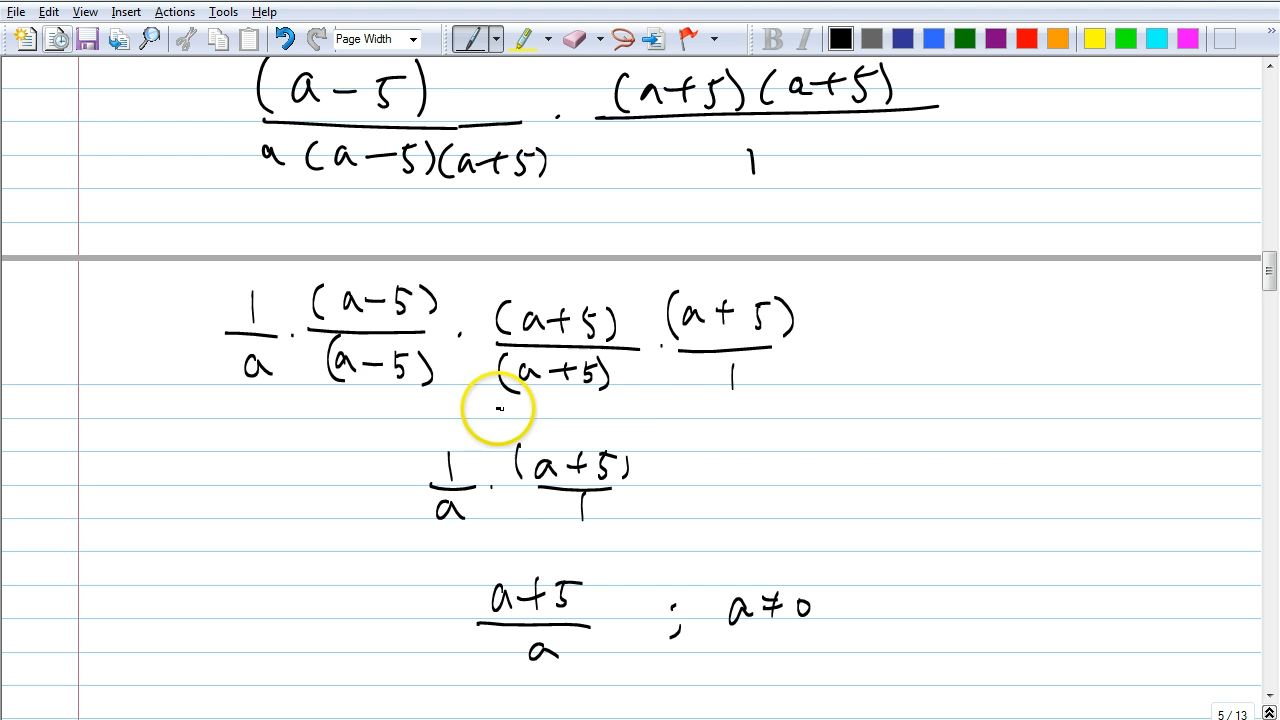 File Edit View Insert Actions Tools Help
Page Width
B I
(a-5) (a+5)(a+5)
a(a-5)(a+5) · 1
1 (a-5) (a+5) (a+5)
a · (a-5) · (a+5) · 1
1 (a+5)
a · 1
a+5
a ; a≠0
5 / 13